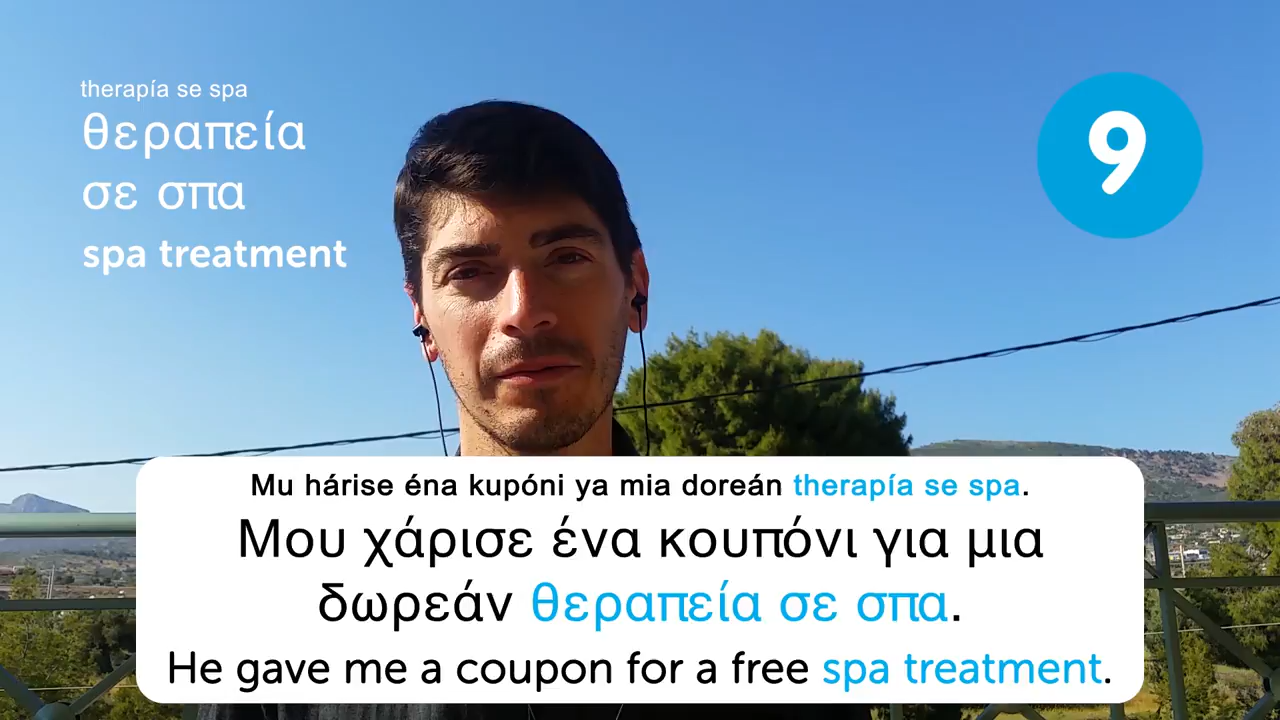 therapía se spa
θεραπεία
σε σπα
spa treatment
9
Mu hárise éna kupóni ya mia doreán therapía se spa.
Μου χάρισε ένα κουπόνι για μια
δωρεάν θεραπεία σε σπα.
He gave me a coupon for a free spa treatment.